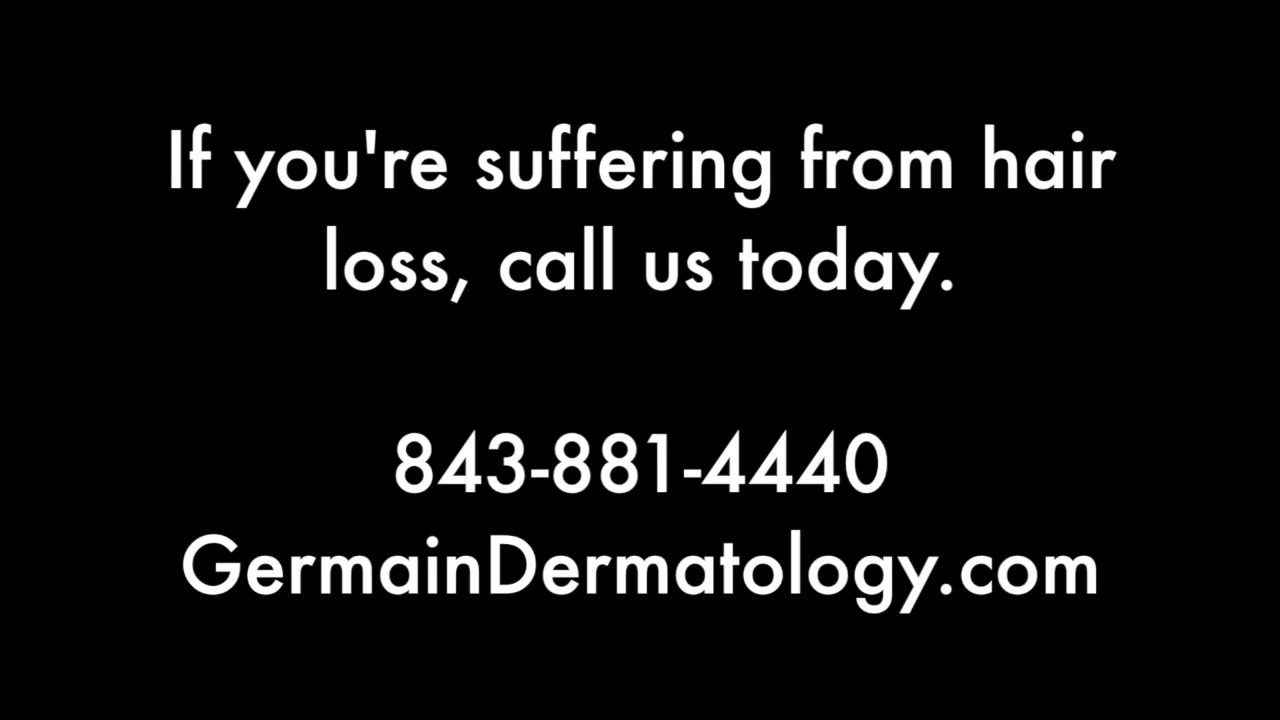 If you're suffering from hair
loss, call us today.
843-881-4440
GermainDermatology.com